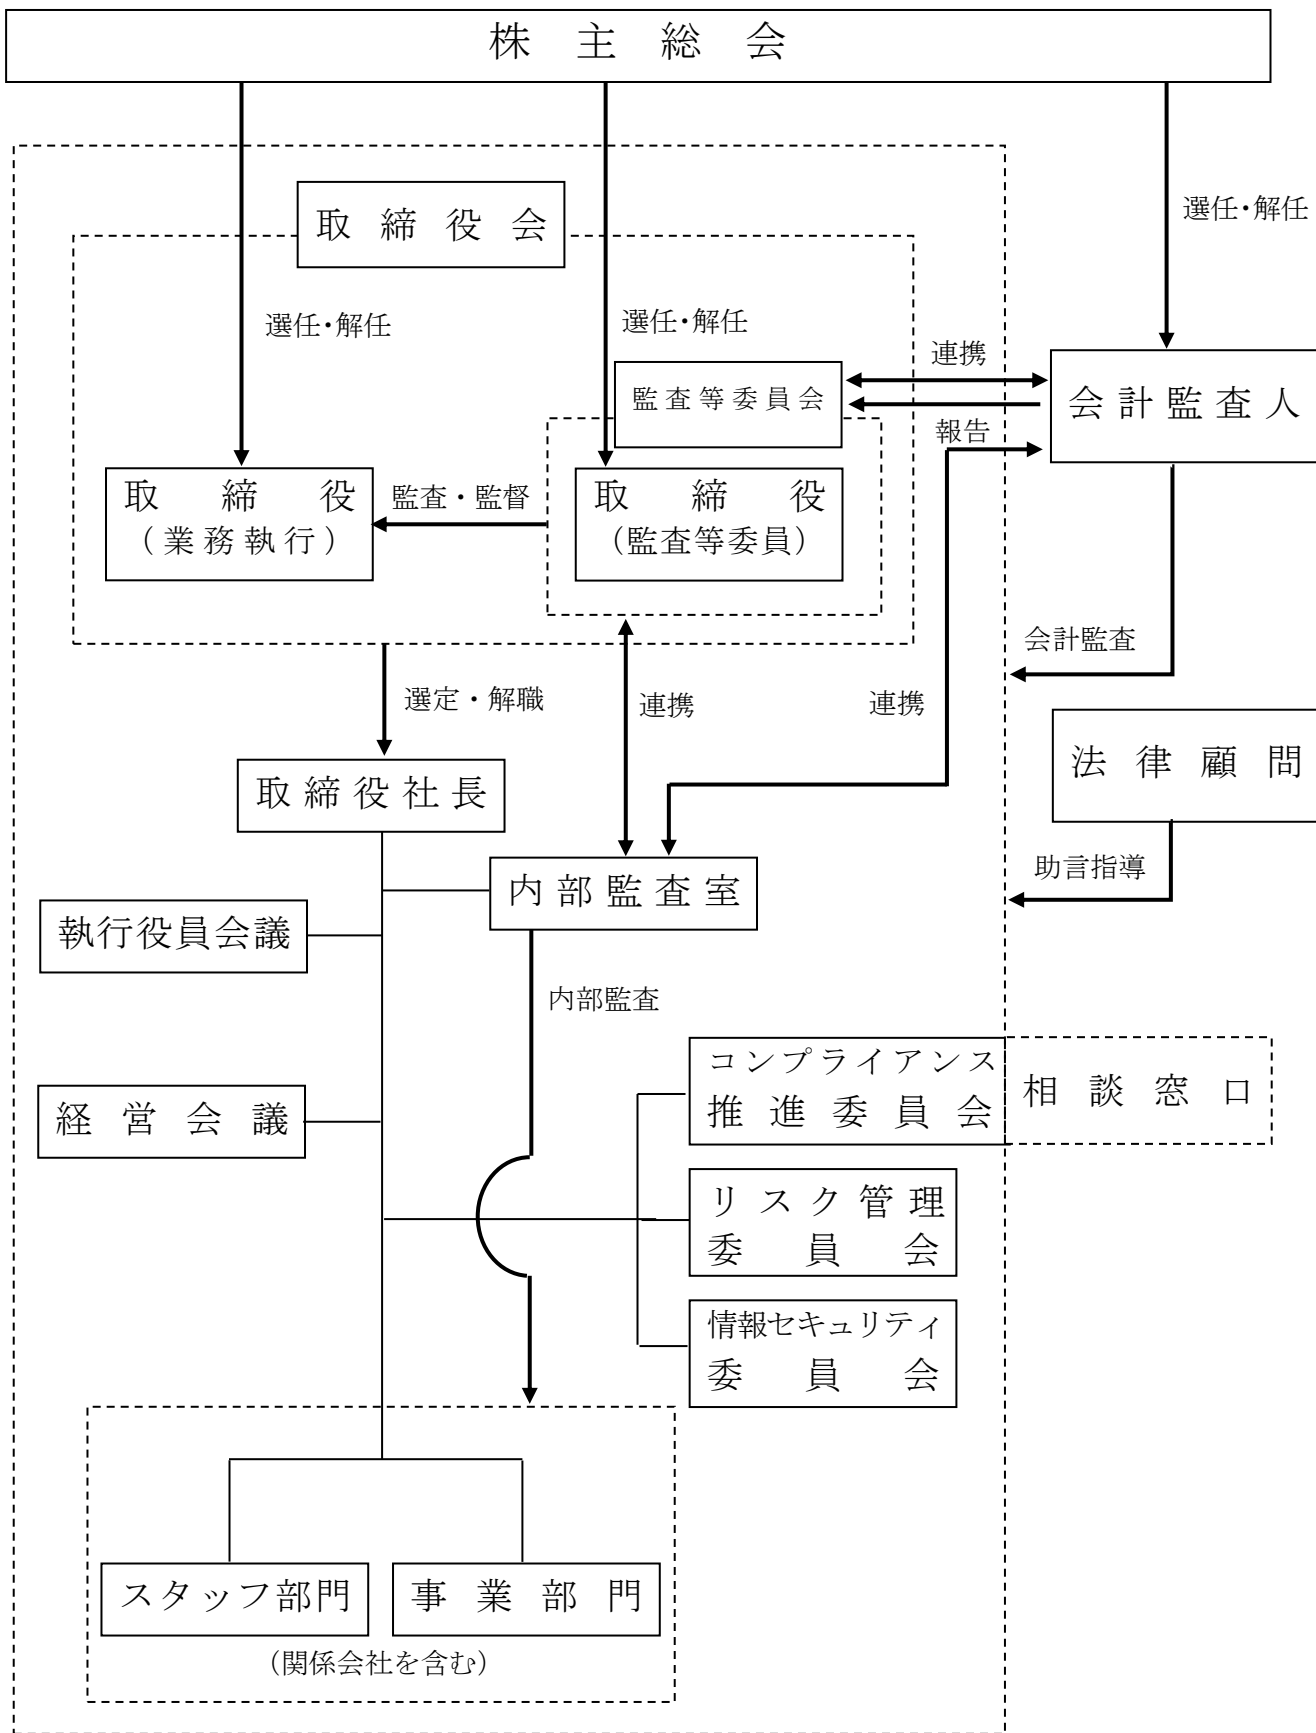 株主総会
選任・解任
取締役会
選任・解任
選任・解任
連携
監査等委員会
会計監査人
報告
取締役
（業務執行）
監査・監督
取締役
（監査等委員）
会計監査
選定・解職
連携
連携
法律顧問
取締役社長
助言指導
内部監査室
執行役員会議
内部監査
コンプライアンス
推進委員会
相談窓口
経営会議
リスク管理
委員会
情報セキュリティ
委員会
スタッフ部門
事業部門
（関係会社を含む）